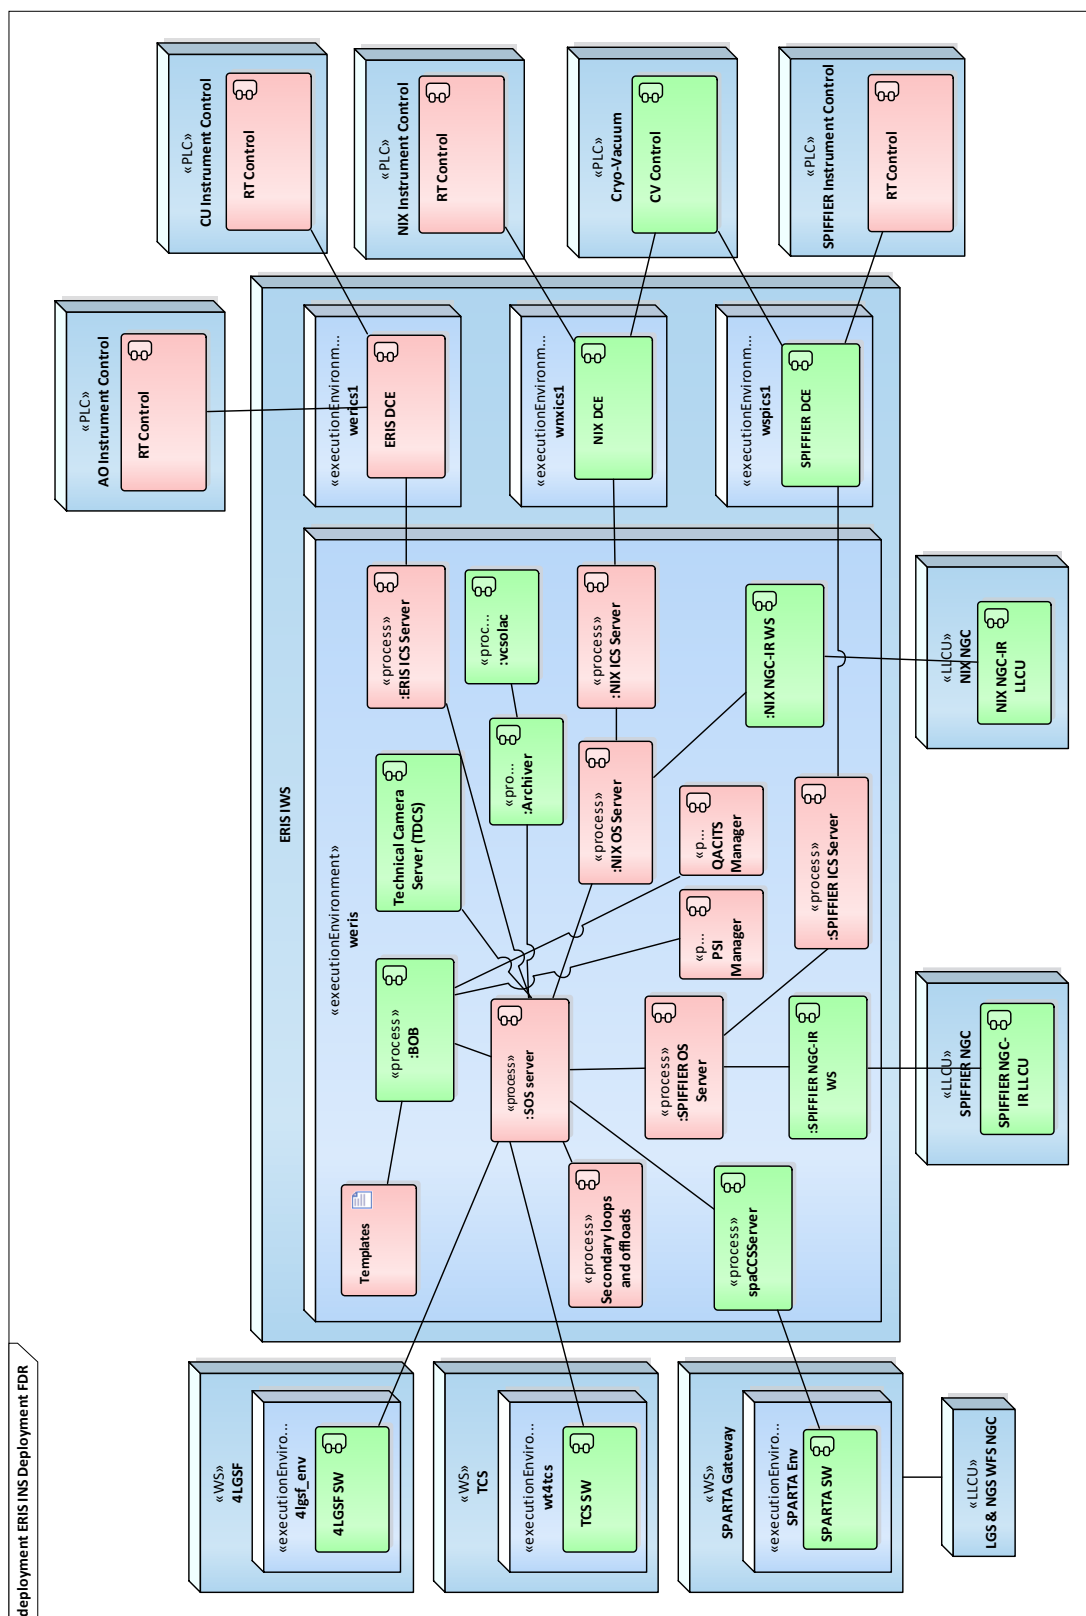 deployment ERIS INS Deployment FDR
«PLC»
AO Instrument Control
RT Control
«PLC»
CU Instrument Control
RT Control
«PLC»
NIX Instrument Control
RT Control
«PLC»
Cryo-Vacuum
CV Control
«PLC»
SPIFFIER Instrument Control
RT Control
ERIS IWS
«executionEnvironm...
werics1
ERIS DCE
«executionEnvironm...
wnxics1
NIX DCE
«executionEnvironm...
wspics1
SPIFFIER DCE
«executionEnvironment»
weris
Templates
«process»
:BOB
Technical Camera
Server (TDCS)
«process»
:ERIS ICS Server
«proc...
:vcsolac
«pro...
:Archiver
«process»
:SOS server
«process»
:NIX OS Server
«process»
:NIX ICS Server
«process»
Secondary loops
and offloads
«process»
:SPIFFIER OS
Server
«p...
PSI
Manager
«p...
QACITS
Manager
:NIX NGC-IR WS
«process»
spaCCSServer
:SPIFFIER NGC-IR
WS
«process»
:SPIFFIER ICS Server
«WS»
4LGSF
«executionEnviro...
4lgsf_env
4LGSF SW
«WS»
TCS
«executionEnviro...
wt4tcs
TCS SW
«WS»
SPARTA Gateway
«executionEnviro...
SPARTA Env
SPARTA SW
«LLCU»
LGS & NGS WFS NGC
«LLCU»
SPIFFIER NGC
SPIFFIER NGC-
IR LLCU
«LLCU»
NIX NGC
NIX NGC-IR
LLCU